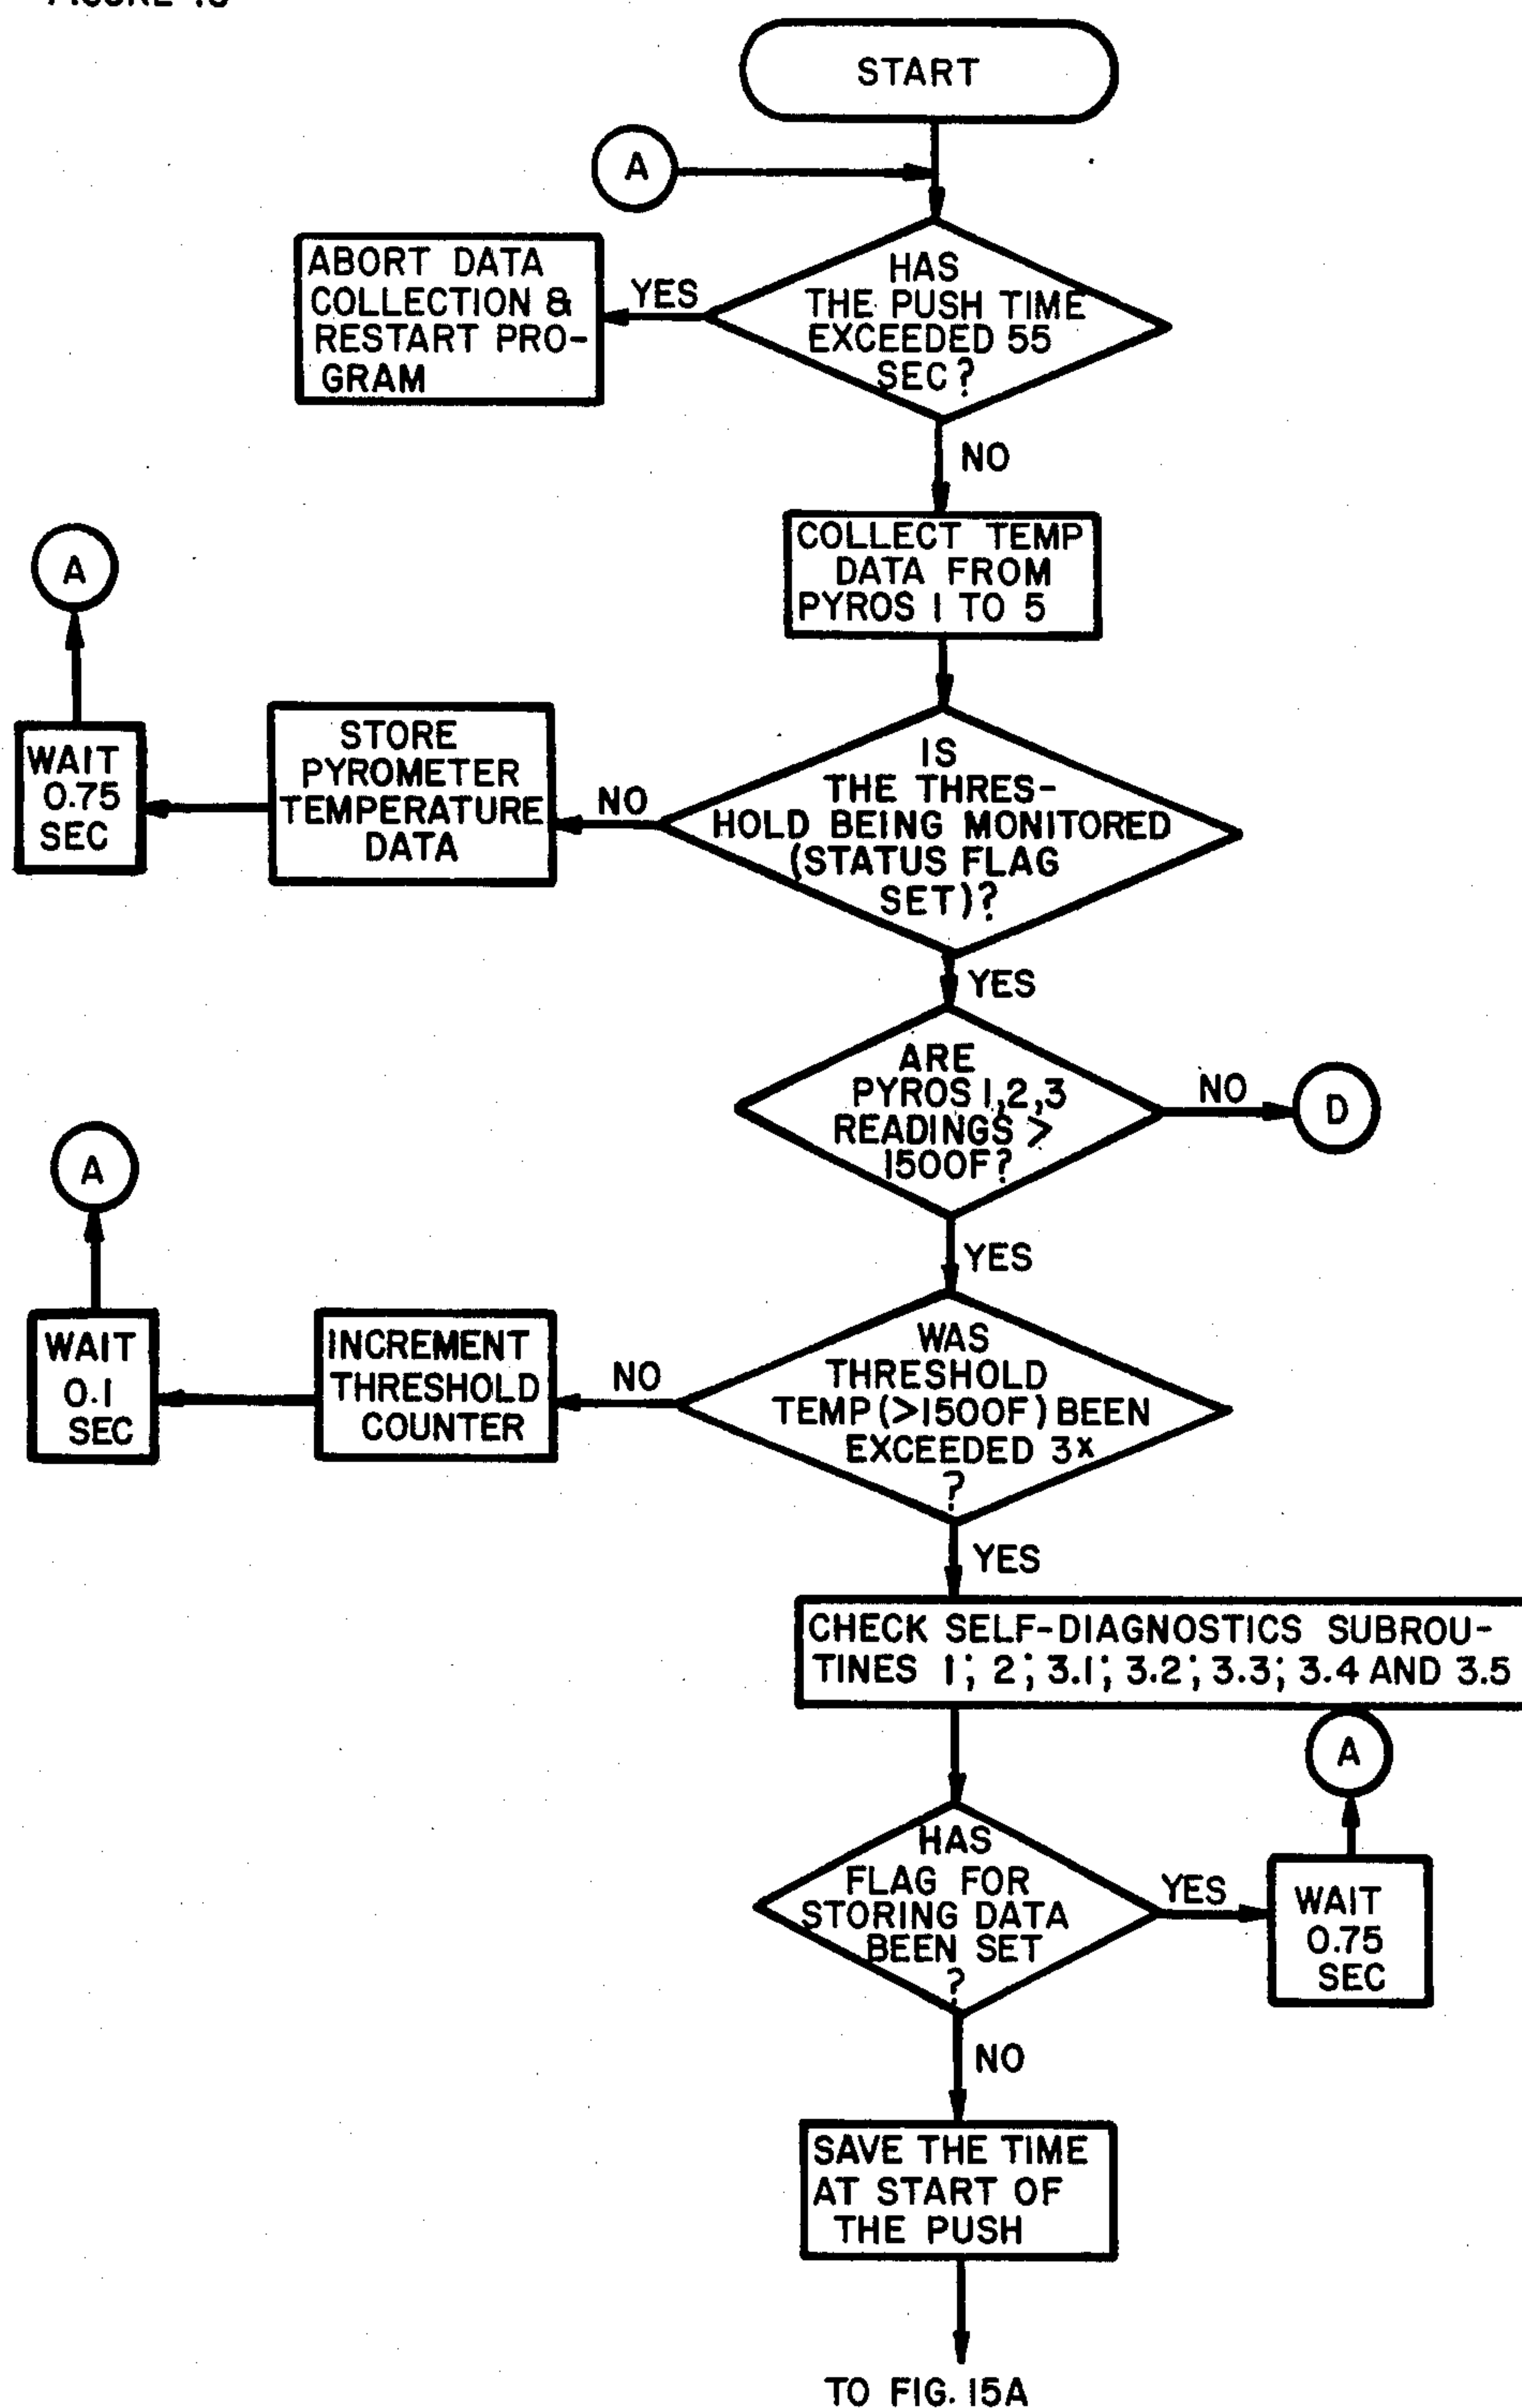 START
A
ABORT DATA
COLLECTION &
RESTART PRO-
GRAM
YES
HAS
THE PUSH TIME
EXCEEDED 55
SEC?
NO
COLLECT TEMP
DATA FROM
PYROS 1 TO 5
A
WAIT
0.75
SEC
STORE
PYROMETER
TEMPERATURE
DATA
NO
IS
THE THRES-
HOLD BEING MONITORED
(STATUS FLAG
SET)?
YES
ARE
PYROS 1,2,3
READINGS >
1500F?
NO
D
YES
A
WAIT
0.1
SEC
INCREMENT
THRESHOLD
COUNTER
NO
WAS
THRESHOLD
TEMP (>1500F) BEEN
EXCEEDED 3x
?
YES
CHECK SELF-DIAGNOSTICS SUBROU-
TINES 1; 2; 3.1; 3.2; 3.3; 3.4 AND 3.5
A
HAS
FLAG FOR
STORING DATA
BEEN SET
?
YES
WAIT
0.75
SEC
NO
SAVE THE TIME
AT START OF
THE PUSH
TO FIG. 15A